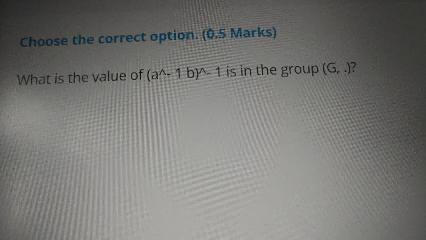 Choose the correct option. (0.5 Marks)
What is the value of (a^- 1 b)^- 1 is in the group (G, .)?